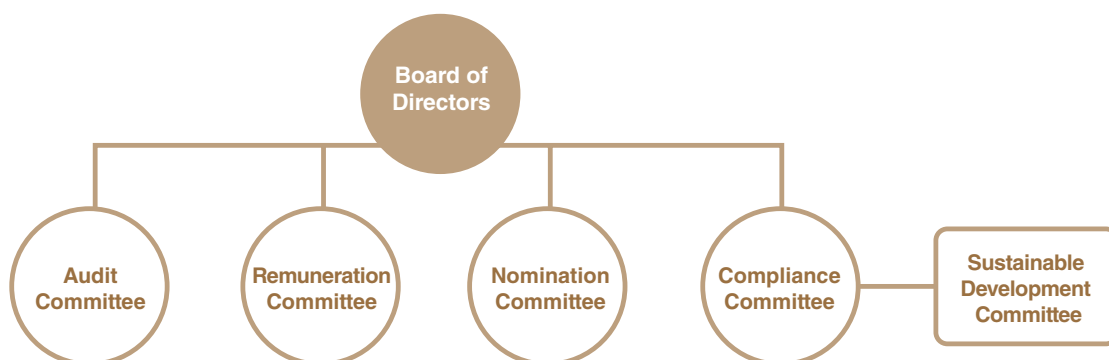 Board of
Directors
Audit
Committee
Remuneration
Committee
Nomination
Committee
Compliance
Committee
Sustainable
Development
Committee